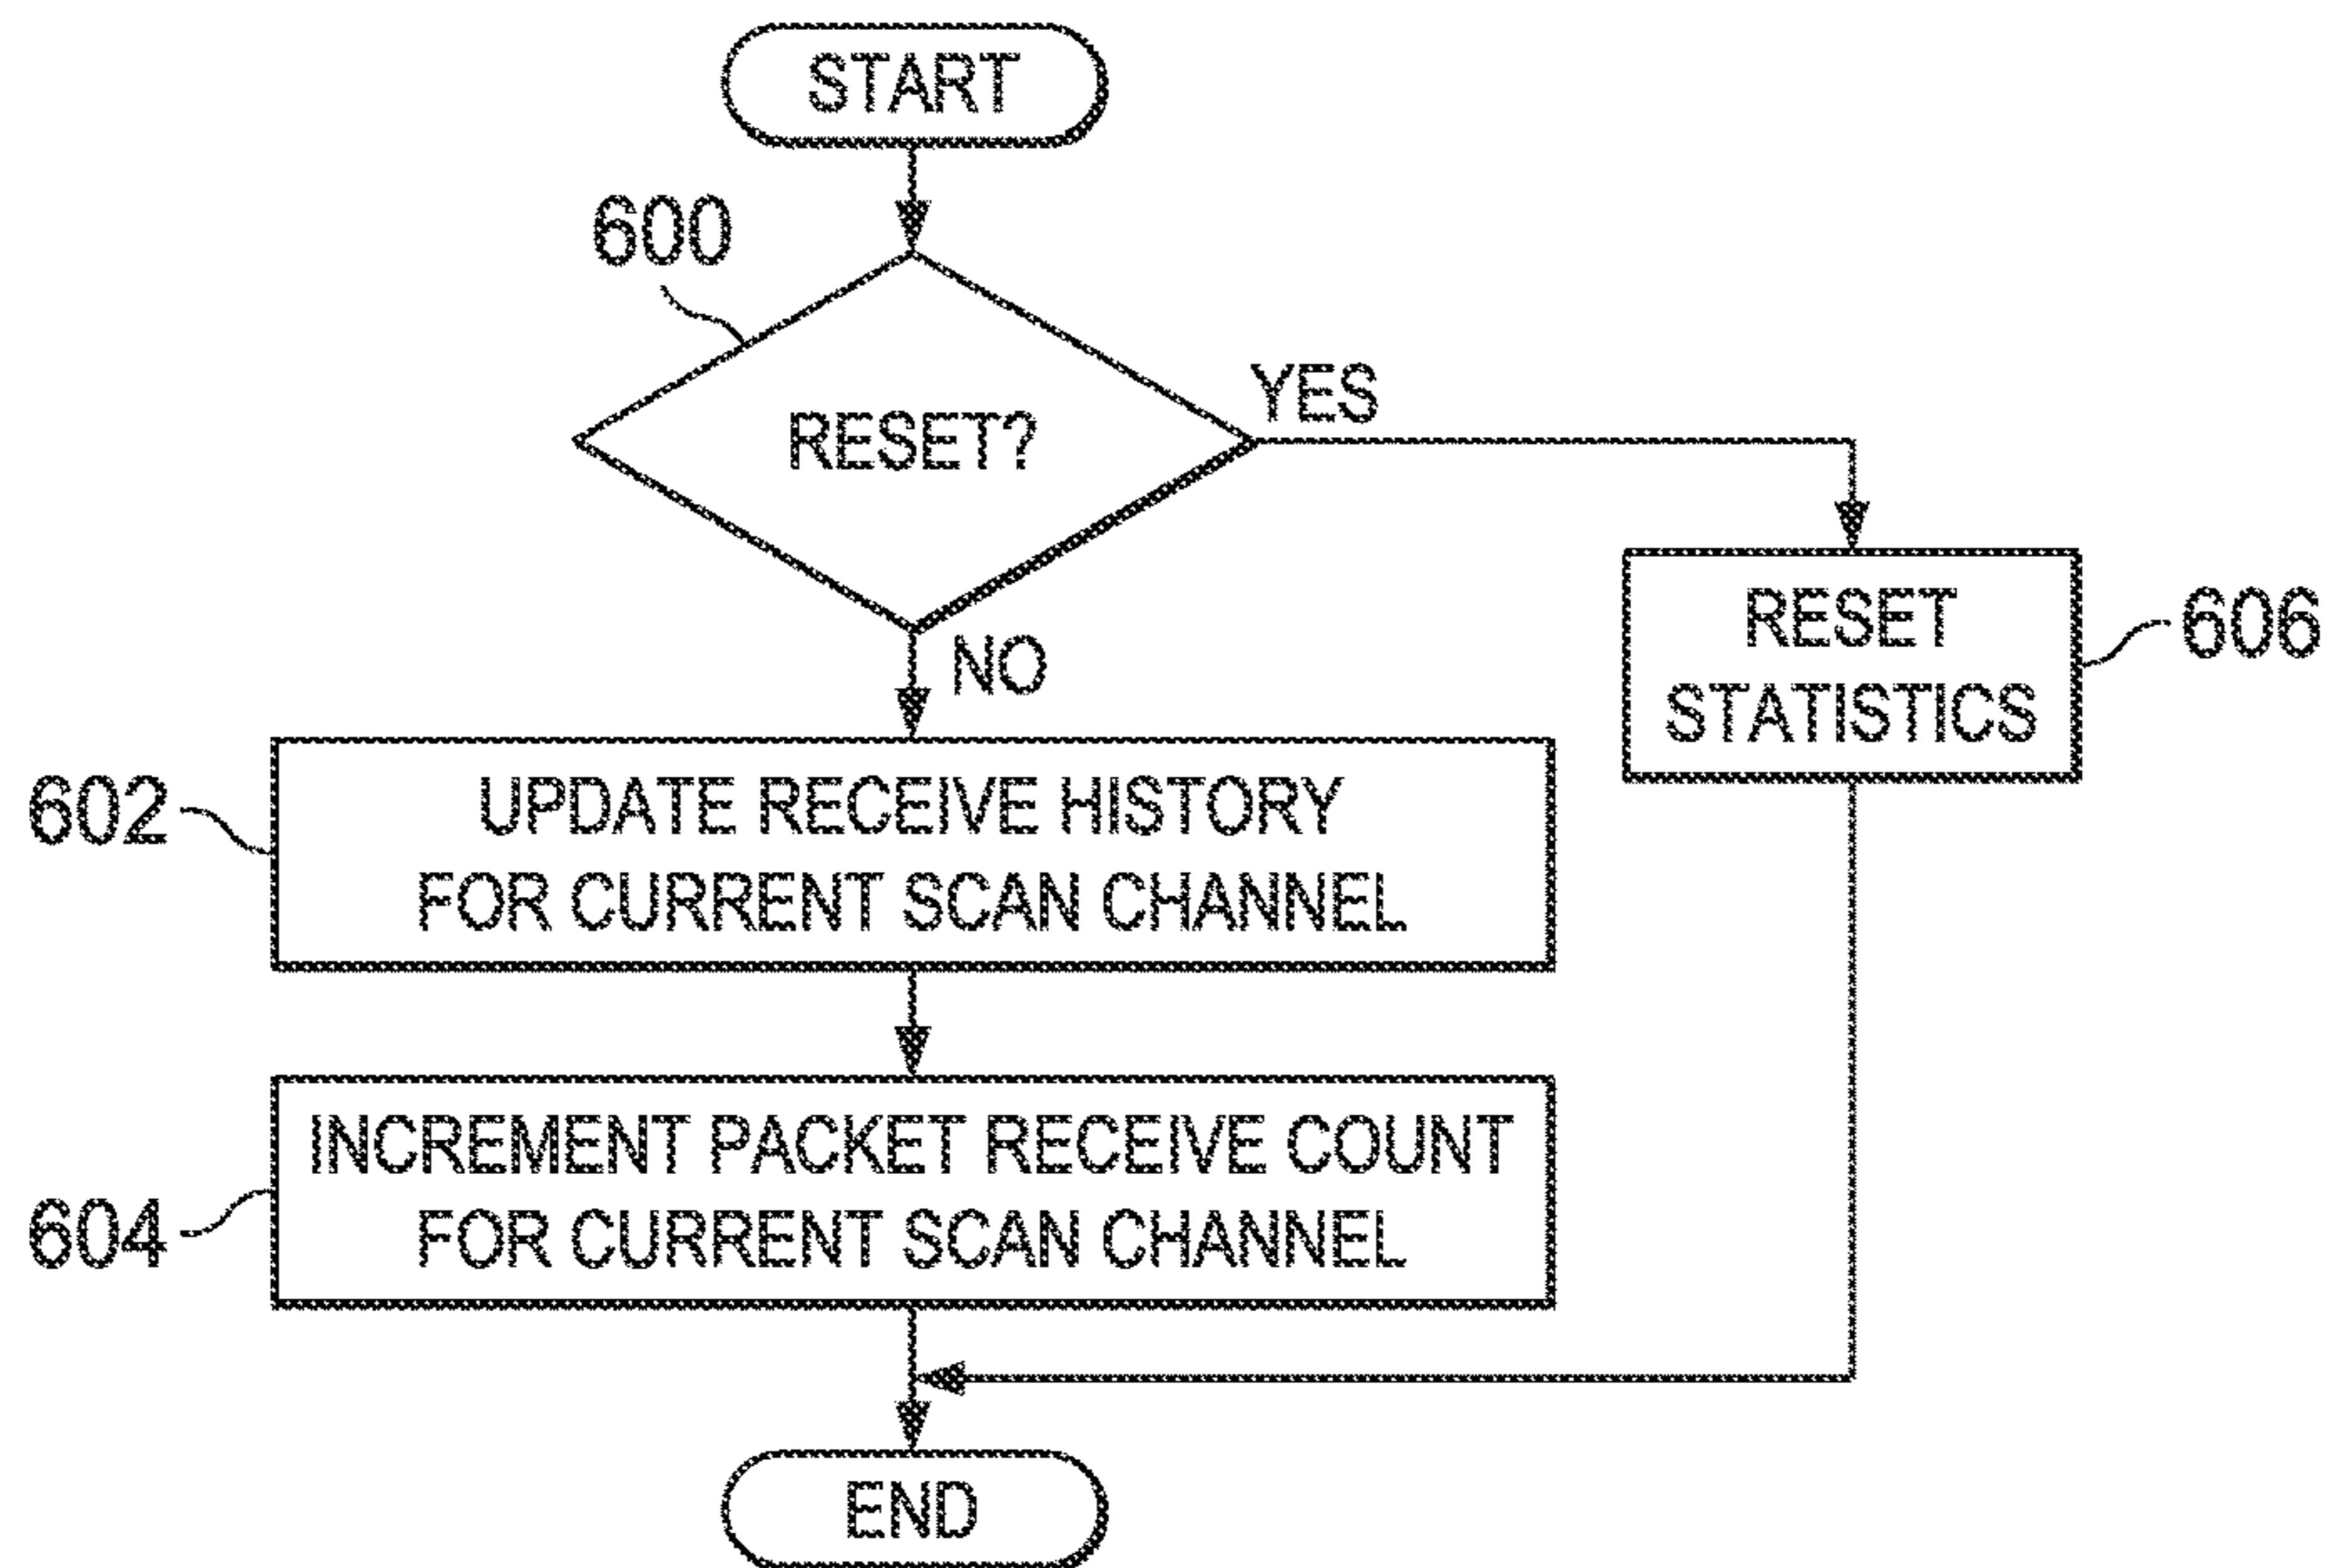 START
600
RESET?
YES
NO
RESET
STATISTICS
606
602
UPDATE RECEIVE HISTORY
FOR CURRENT SCAN CHANNEL
604
INCREMENT PACKET RECEIVE COUNT
FOR CURRENT SCAN CHANNEL
END